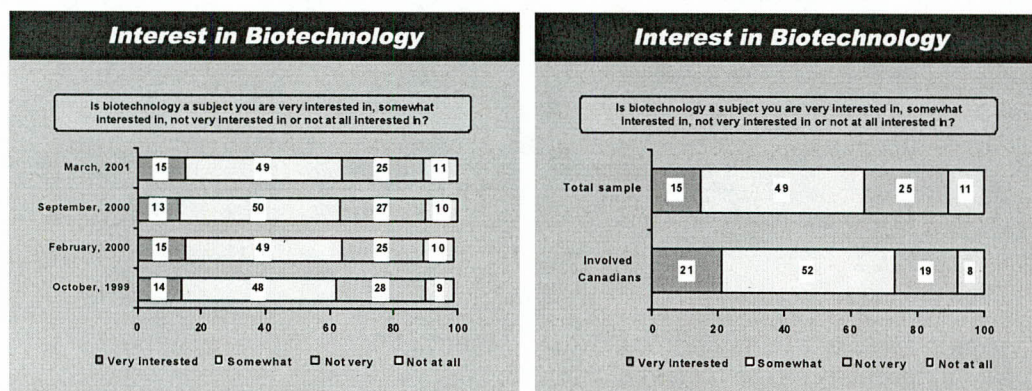 Interest in Biotechnology
Is biotechnology a subject you are very interested in, somewhat
interested in, not very interested in or not at all interested in?
March, 2001 15 49 25 11
September, 2000 13 50 27 10
February, 2000 15 49 25 10
October, 1999 14 48 28 9
0 20 40 60 80 100
Very interested Somewhat Not very Not at all
Interest in Biotechnology
Is biotechnology a subject you are very interested in, somewhat
interested in, not very interested in or not at all interested in?
Total sample 15 49 25 11
Involved
Canadians 21 52 19 8
0 20 40 60 80 100
Very interested Somewhat Not very Not at all